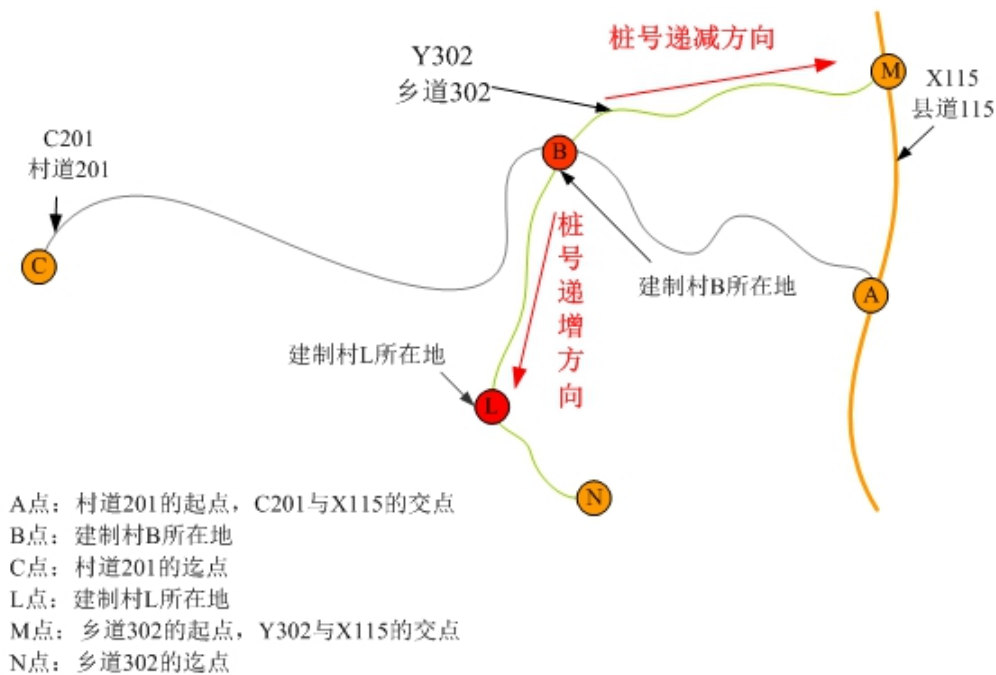 桩号递减方向
M
Y302
乡道302
X115
县道115
C201
村道201
B
C
桩号递增方向
建制村B所在地
A
建制村L所在地
L
N
A点：村道201的起点，C201与X115的交点
B点：建制村B所在地
C点：村道201的迄点
L点：建制村L所在地
M点：乡道302的起点，Y302与X115的交点
N点：乡道302的迄点